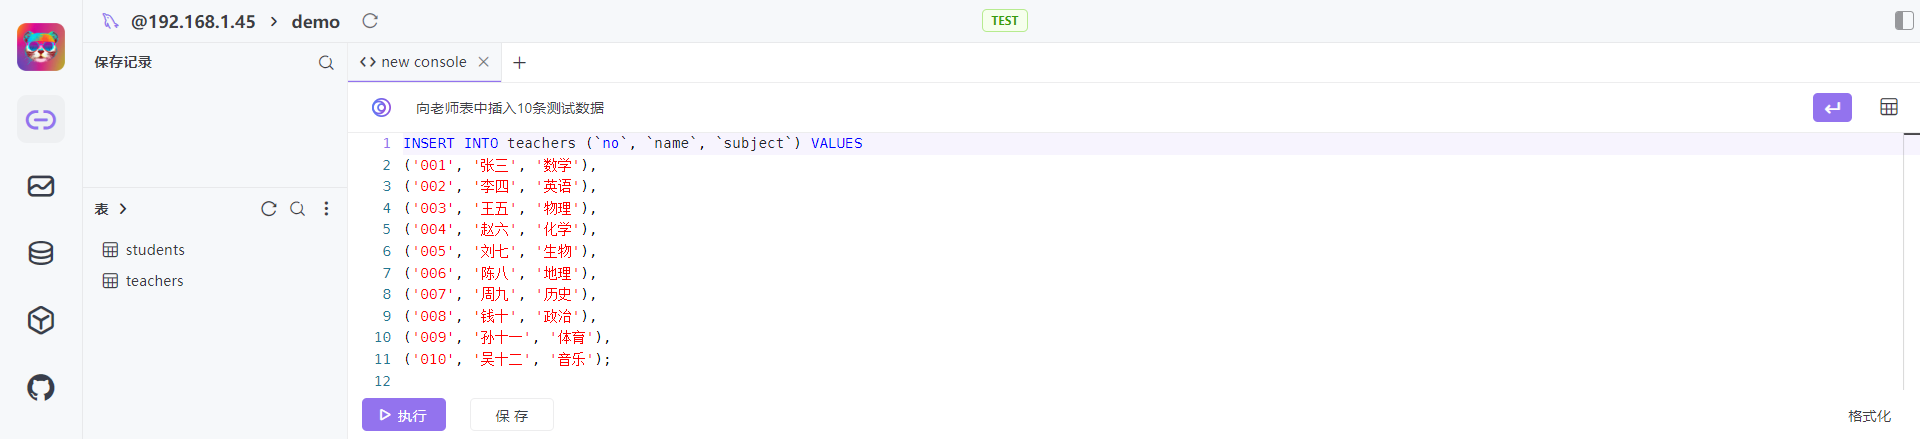 @192.168.1.45 > demo
TEST
保存记录
new console
向老师表中插入10条测试数据
1 INSERT INTO teachers (`no`, `name`, `subject`) VALUES
2 ('001', '张三', '数学'),
3 ('002', '李四', '英语'),
4 ('003', '王五', '物理'),
5 ('004', '赵六', '化学'),
6 ('005', '刘七', '生物'),
7 ('006', '陈八', '地理'),
8 ('007', '周九', '历史'),
9 ('008', '钱十', '政治'),
10 ('009', '孙十一', '体育'),
11 ('010', '吴十二', '音乐');
12
表 >
students
teachers
执行
保 存
格式化